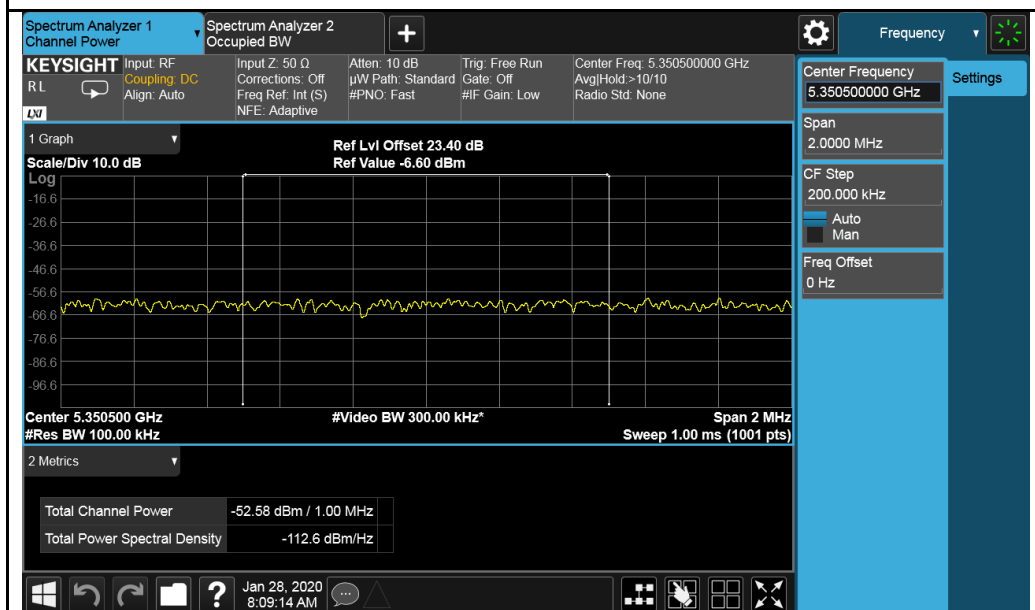 Spectrum Analyzer 1
Channel Power
Spectrum Analyzer 2
Occupied BW
+
Frequency
KEYSIGHT
RL
LXI
Input: RF
Coupling: DC
Align: Auto
Input Z: 50 Ω
Corrections: Off
Freq Ref: Int (S)
NFE: Adaptive
Atten: 10 dB
µW Path: Standard
#PNO: Fast
Trig: Free Run
Gate: Off
#IF Gain: Low
Center Freq: 5.350500000 GHz
Avg|Hold:>10/10
Radio Std: None
Center Frequency
5.350500000 GHz
Settings
Span
2.0000 MHz
CF Step
200.000 kHz
Auto
Man
Freq Offset
0 Hz
1 Graph
Scale/Div 10.0 dB
Ref Lvl Offset 23.40 dB
Ref Value -6.60 dBm
Log
-16.6
-26.6
-36.6
-46.6
-56.6
-66.6
-76.6
-86.6
-96.6
Center 5.350500 GHz
#Video BW 300.00 kHz*
Span 2 MHz
#Res BW 100.00 kHz
Sweep 1.00 ms (1001 pts)
2 Metrics
Total Channel Power -52.58 dBm / 1.00 MHz
Total Power Spectral Density -112.6 dBm/Hz
?
Jan 28, 2020
8:09:14 AM